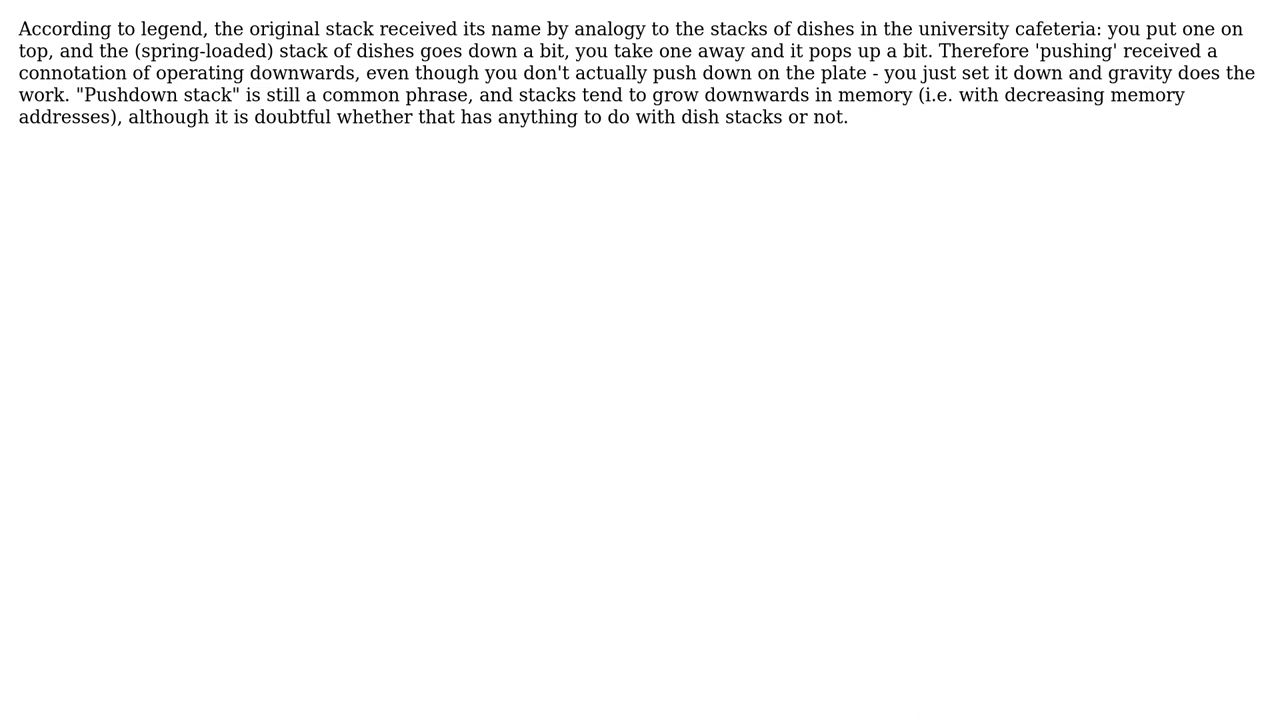 According to legend, the original stack received its name by analogy to the stacks of dishes in the university cafeteria: you put one on
top, and the (spring-loaded) stack of dishes goes down a bit, you take one away and it pops up a bit. Therefore 'pushing' received a
connotation of operating downwards, even though you don't actually push down on the plate - you just set it down and gravity does the
work. "Pushdown stack" is still a common phrase, and stacks tend to grow downwards in memory (i.e. with decreasing memory
addresses), although it is doubtful whether that has anything to do with dish stacks or not.